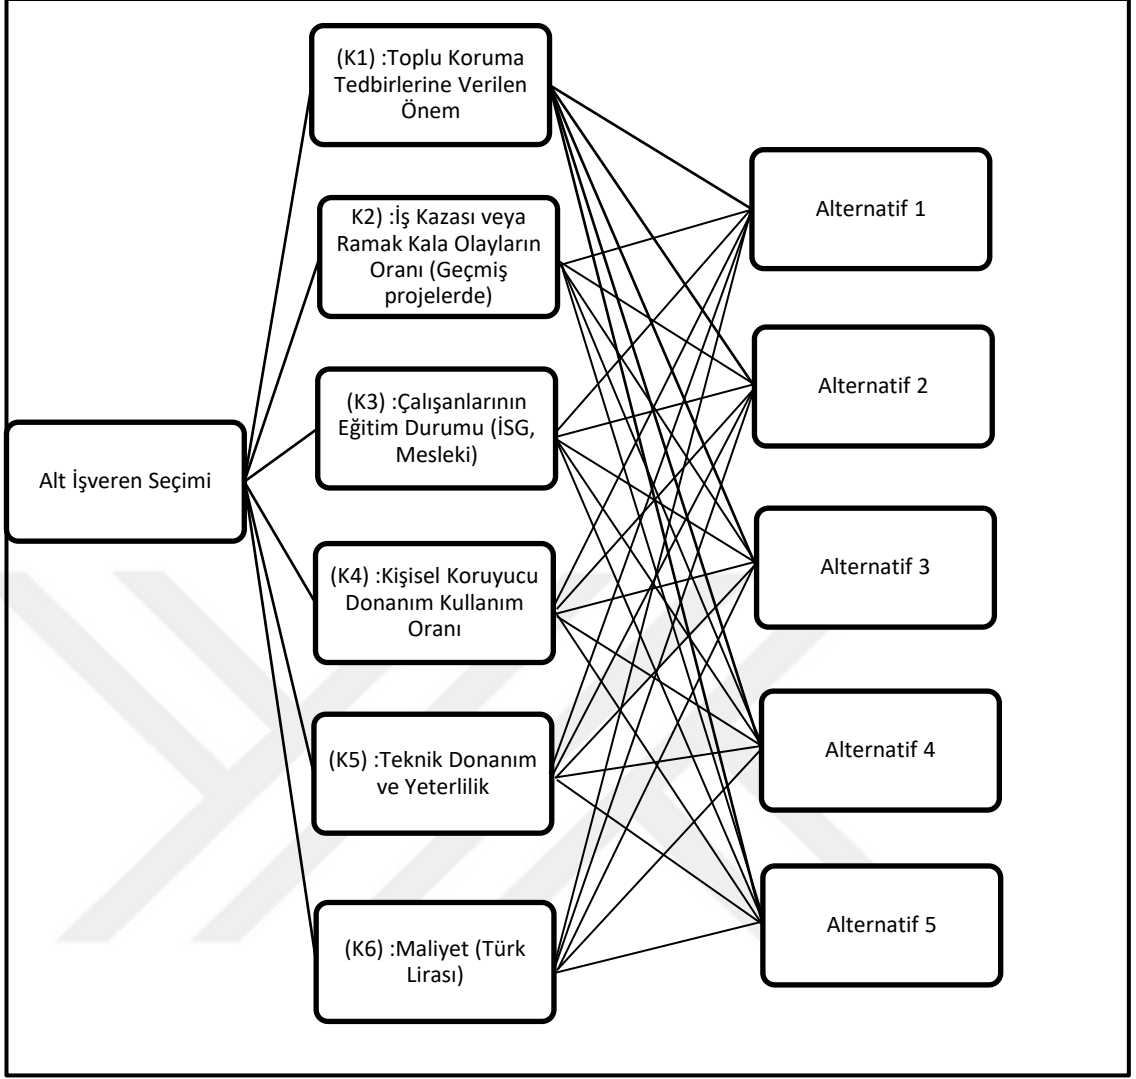 (K1) :Toplu Koruma
Tedbirlerine Verilen
Önem
K2) :İş Kazası veya
Ramak Kala Olayların
Oranı (Geçmiş
projelerde)
(K3) :Çalışanlarının
Eğitim Durumu (İSG,
Mesleki)
Alt İşveren Seçimi
(K4) :Kişisel Koruyucu
Donanım Kullanım
Oranı
(K5) :Teknik Donanım
ve Yeterlilik
(K6) :Maliyet (Türk
Lirası)
Alternatif 1
Alternatif 2
Alternatif 3
Alternatif 4
Alternatif 5